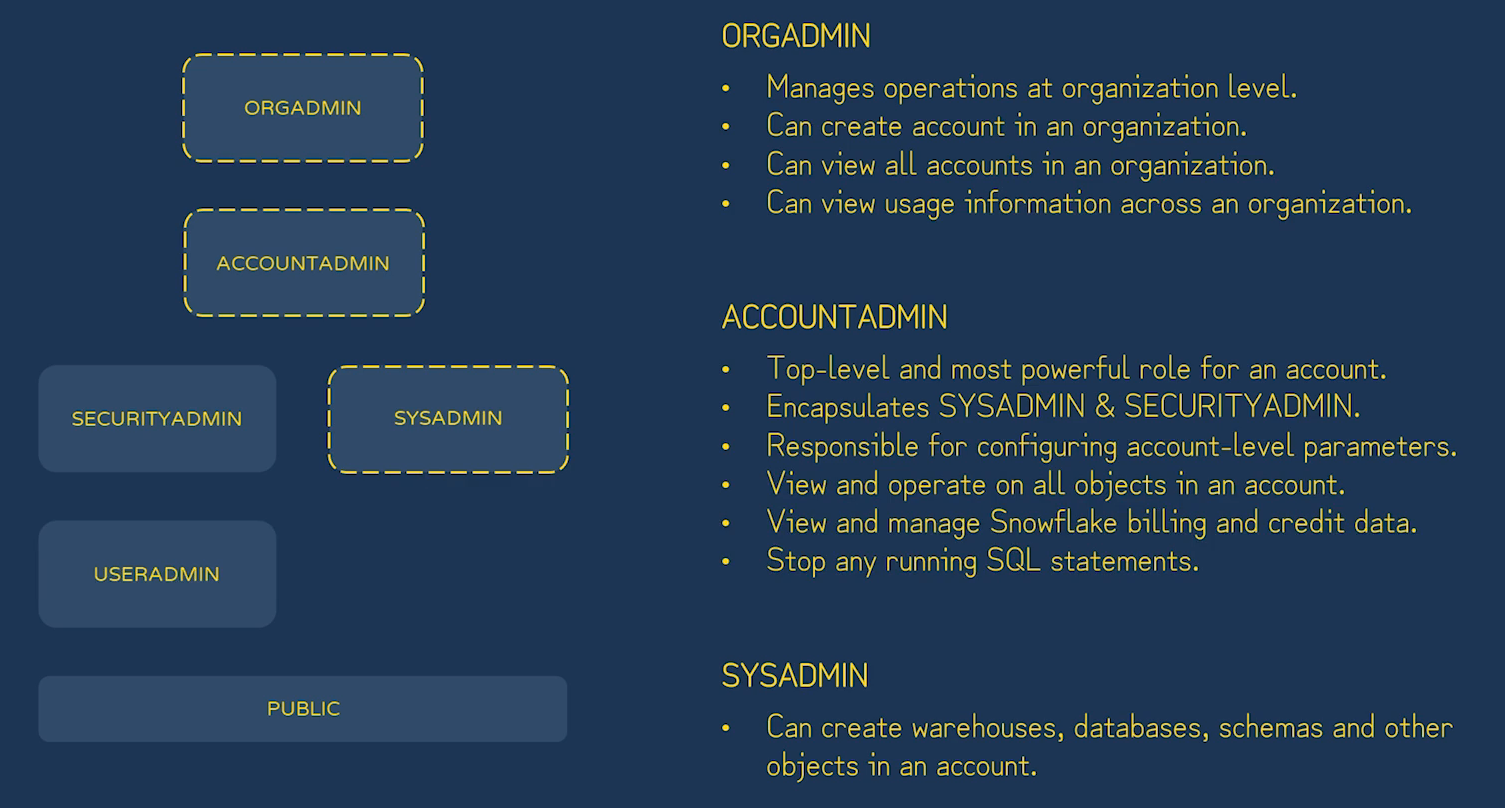 ORGADMIN
ACCOUNTADMIN
SECURITYADMIN
SYSADMIN
USERADMIN
PUBLIC
ORGADMIN
• Manages operations at organization level.
• Can create account in an organization.
• Can view all accounts in an organization.
• Can view usage information across an organization.
ACCOUNTADMIN
• Top-level and most powerful role for an account.
• Encapsulates SYSADMIN & SECURITYADMIN.
• Responsible for configuring account-level parameters.
• View and operate on all objects in an account.
• View and manage Snowflake billing and credit data.
• Stop any running SQL statements.
SYSADMIN
• Can create warehouses, databases, schemas and other
objects in an account.